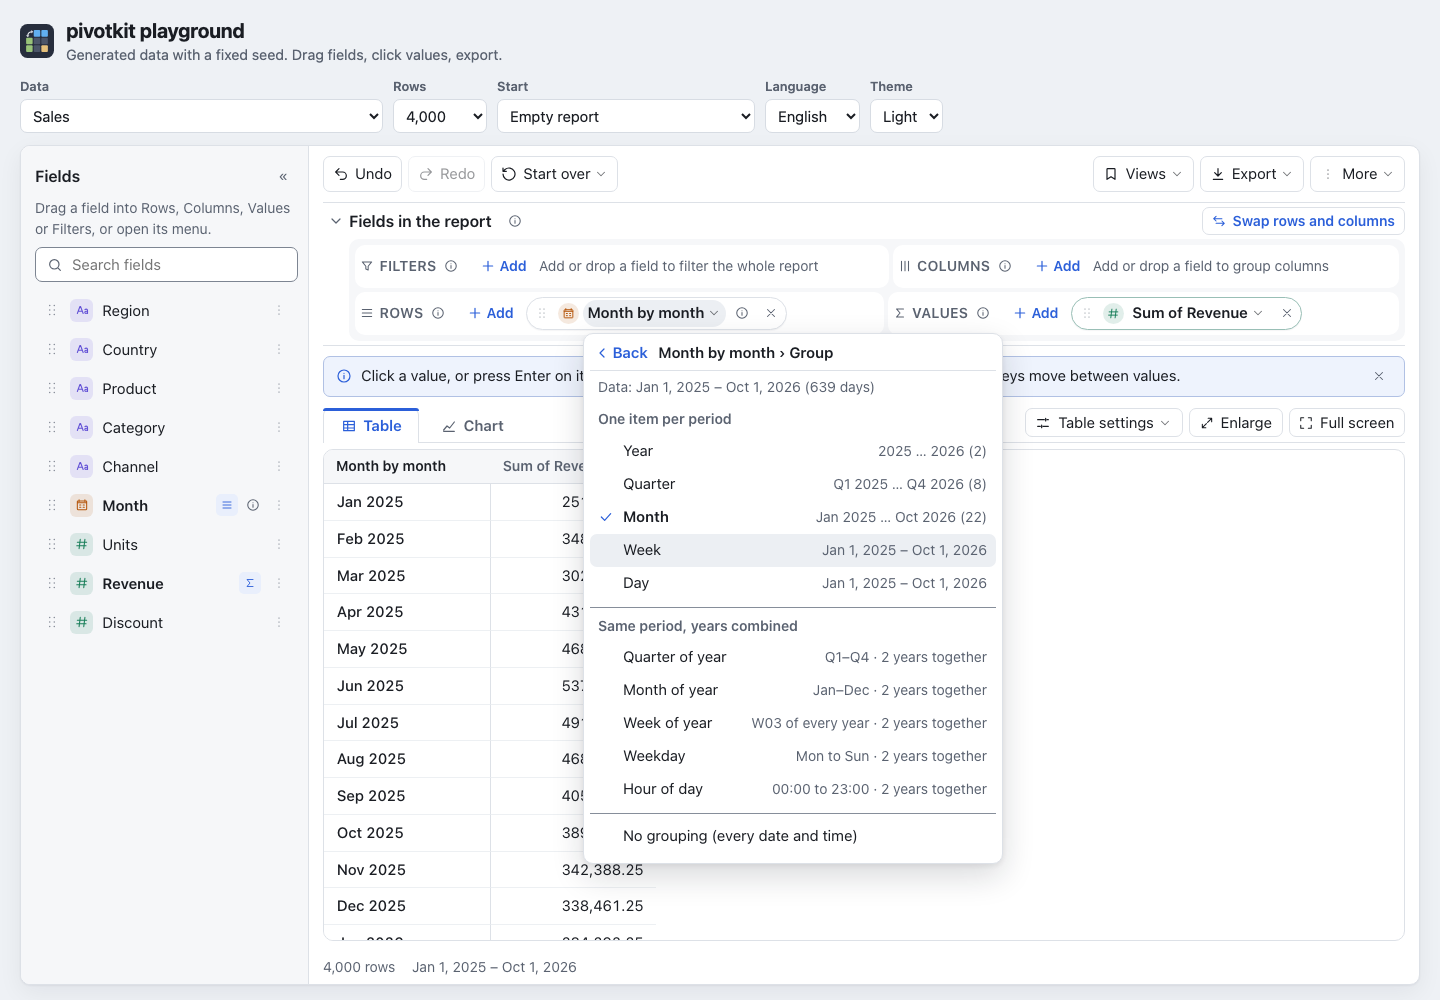 pivotkit playground
Generated data with a fixed seed. Drag fields, click values, export.
Data
Rows
Start
Language
Theme
Sales
4,000
Empty report
English
Light
Fields
«
Drag a field into Rows, Columns, Values
or Filters, or open its menu.
Search fields
Aa Region
Aa Country
Aa Product
Aa Category
Aa Channel
Month
# Units
# Revenue Σ
# Discount
Undo
Redo
Start over
Views
Export
More
Fields in the report
Swap rows and columns
FILTERS
+ Add
Add or drop a field to filter the whole report
COLUMNS
+ Add
Add or drop a field to group columns
ROWS
+ Add
Month by month
Σ VALUES
+ Add
# Sum of Revenue
Click a value, or press Enter on it
eys move between values.
Table
Chart
Table settings
Enlarge
Full screen
Month by month
Sum of Reve
Jan 2025
Feb 2025
Mar 2025
Apr 2025
May 2025
Jun 2025
Jul 2025
Aug 2025
Sep 2025
Oct 2025
Nov 2025 342,388.25
Dec 2025 338,461.25
Back
Month by month › Group
Data: Jan 1, 2025 – Oct 1, 2026 (639 days)
One item per period
Year 2025 … 2026 (2)
Quarter Q1 2025 … Q4 2026 (8)
Month Jan 2025 … Oct 2026 (22)
Week Jan 1, 2025 – Oct 1, 2026
Day Jan 1, 2025 – Oct 1, 2026
Same period, years combined
Quarter of year Q1–Q4 · 2 years together
Month of year Jan–Dec · 2 years together
Week of year W03 of every year · 2 years together
Weekday Mon to Sun · 2 years together
Hour of day 00:00 to 23:00 · 2 years together
No grouping (every date and time)
4,000 rows
Jan 1, 2025 – Oct 1, 2026